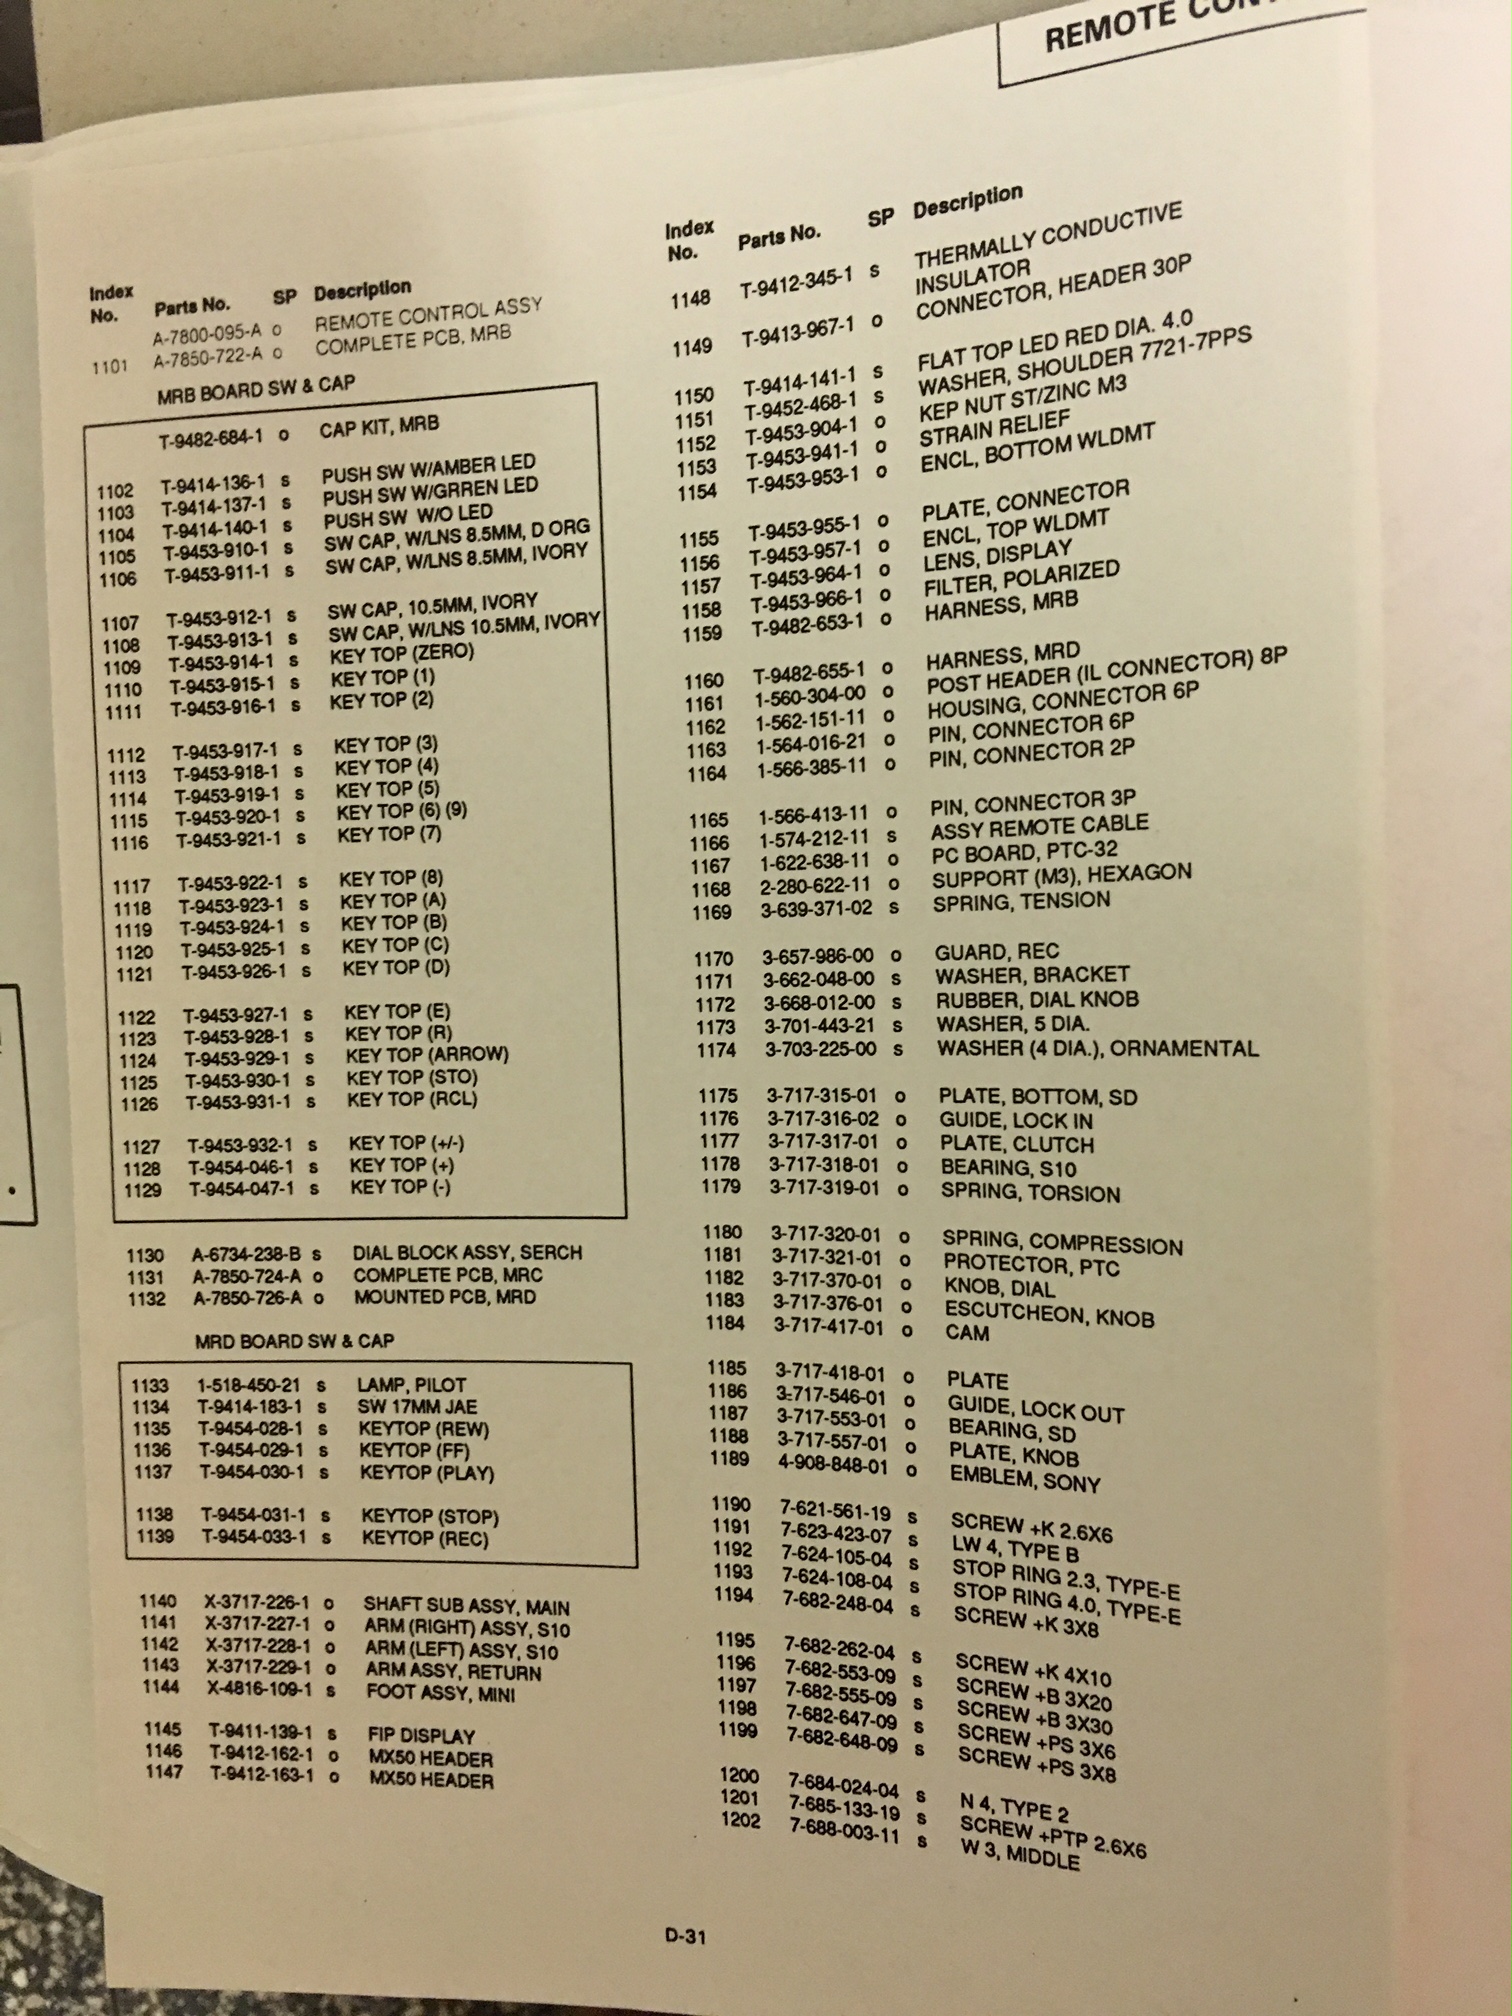 REMOTE
Index
No. Parts No. SP Description
A-7800-095-A o REMOTE CONTROL ASSY
1101 A-7850-722-A o COMPLETE PCB, MRB
MRB BOARD SW & CAP
T-9482-684-1 o CAP KIT, MRB
1102 T-9414-136-1 s PUSH SW W/AMBER LED
1103 T-9414-137-1 s PUSH SW W/GRREN LED
1104 T-9414-140-1 s PUSH SW W/O LED
1105 T-9453-910-1 s SW CAP, W/LNS 8.5MM, D ORG
1106 T-9453-911-1 s SW CAP, W/LNS 8.5MM, IVORY
1107 T-9453-912-1 s SW CAP, 10.5MM, IVORY
1108 T-9453-913-1 s SW CAP, W/LNS 10.5MM, IVORY
1109 T-9453-914-1 s KEY TOP (ZERO)
1110 T-9453-915-1 s KEY TOP (1)
1111 T-9453-916-1 s KEY TOP (2)
1112 T-9453-917-1 s KEY TOP (3)
1113 T-9453-918-1 s KEY TOP (4)
1114 T-9453-919-1 s KEY TOP (5)
1115 T-9453-920-1 s KEY TOP (6) (9)
1116 T-9453-921-1 s KEY TOP (7)
1117 T-9453-922-1 s KEY TOP (8)
1118 T-9453-923-1 s KEY TOP (A)
1119 T-9453-924-1 s KEY TOP (B)
1120 T-9453-925-1 s KEY TOP (C)
1121 T-9453-926-1 s KEY TOP (D)
1122 T-9453-927-1 s KEY TOP (E)
1123 T-9453-928-1 s KEY TOP (R)
1124 T-9453-929-1 s KEY TOP (ARROW)
1125 T-9453-930-1 s KEY TOP (STO)
1126 T-9453-931-1 s KEY TOP (RCL)
1127 T-9453-932-1 s KEY TOP (+/-)
1128 T-9454-046-1 s KEY TOP (+)
1129 T-9454-047-1 s KEY TOP (-)
1130 A-6734-238-B s DIAL BLOCK ASSY, SERCH
1131 A-7850-724-A o COMPLETE PCB, MRC
1132 A-7850-726-A o MOUNTED PCB, MRD
MRD BOARD SW & CAP
1133 1-518-450-21 s LAMP, PILOT
1134 T-9414-183-1 s SW 17MM JAE
1135 T-9454-028-1 s KEYTOP (REW)
1136 T-9454-029-1 s KEYTOP (FF)
1137 T-9454-030-1 s KEYTOP (PLAY)
1138 T-9454-031-1 s KEYTOP (STOP)
1139 T-9454-033-1 s KEYTOP (REC)
1140 X-3717-226-1 o SHAFT SUB ASSY, MAIN
1141 X-3717-227-1 o ARM (RIGHT) ASSY, S10
1142 X-3717-228-1 o ARM (LEFT) ASSY, S10
1143 X-3717-229-1 o ARM ASSY, RETURN
1144 X-4816-109-1 s FOOT ASSY, MINI
1145 T-9411-139-1 s FIP DISPLAY
1146 T-9412-162-1 o MX50 HEADER
1147 T-9412-163-1 o MX50 HEADER
Index
No. Parts No. SP Description
1148 T-9412-345-1 s THERMALLY CONDUCTIVE
INSULATOR
1149 T-9413-967-1 o CONNECTOR, HEADER 30P
1150 T-9414-141-1 s FLAT TOP LED RED DIA. 4.0
1151 T-9452-468-1 s WASHER, SHOULDER 7721-7PPS
1152 T-9453-904-1 o KEP NUT ST/ZINC M3
1153 T-9453-941-1 o STRAIN RELIEF
1154 T-9453-953-1 o ENCL, BOTTOM WLDMT
1155 T-9453-955-1 o PLATE, CONNECTOR
1156 T-9453-957-1 o ENCL, TOP WLDMT
1157 T-9453-964-1 o LENS, DISPLAY
1158 T-9453-966-1 o FILTER, POLARIZED
1159 T-9482-653-1 o HARNESS, MRB
1160 T-9482-655-1 o HARNESS, MRD
1161 1-560-304-00 o POST HEADER (IL CONNECTOR) 8P
1162 1-562-151-11 o HOUSING, CONNECTOR 6P
1163 1-564-016-21 o PIN, CONNECTOR 6P
1164 1-566-385-11 o PIN, CONNECTOR 2P
1165 1-566-413-11 o PIN, CONNECTOR 3P
1166 1-574-212-11 s ASSY REMOTE CABLE
1167 1-622-638-11 o PC BOARD, PTC-32
1168 2-280-622-11 o SUPPORT (M3), HEXAGON
1169 3-639-371-02 s SPRING, TENSION
1170 3-657-986-00 o GUARD, REC
1171 3-662-048-00 s WASHER, BRACKET
1172 3-668-012-00 s RUBBER, DIAL KNOB
1173 3-701-443-21 s WASHER, 5 DIA.
1174 3-703-225-00 s WASHER (4 DIA.), ORNAMENTAL
1175 3-717-315-01 o PLATE, BOTTOM, SD
1176 3-717-316-02 o GUIDE, LOCK IN
1177 3-717-317-01 o PLATE, CLUTCH
1178 3-717-318-01 o BEARING, S10
1179 3-717-319-01 o SPRING, TORSION
1180 3-717-320-01 o SPRING, COMPRESSION
1181 3-717-321-01 o PROTECTOR, PTC
1182 3-717-370-01 o KNOB, DIAL
1183 3-717-376-01 o ESCUTCHEON, KNOB
1184 3-717-417-01 o CAM
1185 3-717-418-01 o PLATE
1186 3-717-546-01 o GUIDE, LOCK OUT
1187 3-717-553-01 o BEARING, SD
1188 3-717-557-01 o PLATE, KNOB
1189 4-908-848-01 o EMBLEM, SONY
1190 7-621-561-19 s SCREW +K 2.6X6
1191 7-623-423-07 s LW 4, TYPE B
1192 7-624-105-04 s STOP RING 2.3, TYPE-E
1193 7-624-108-04 s STOP RING 4.0, TYPE-E
1194 7-682-248-04 s SCREW +K 3X8
1195 7-682-262-04 s SCREW +K 4X10
1196 7-682-553-09 s SCREW +B 3X20
1197 7-682-555-09 s SCREW +B 3X30
1198 7-682-647-09 s SCREW +PS 3X6
1199 7-682-648-09 s SCREW +PS 3X8
1200 7-684-024-04 s N 4, TYPE 2
1201 7-685-133-19 s SCREW +PTP 2.6X6
1202 7-688-003-11 s W 3, MIDDLE
D-31